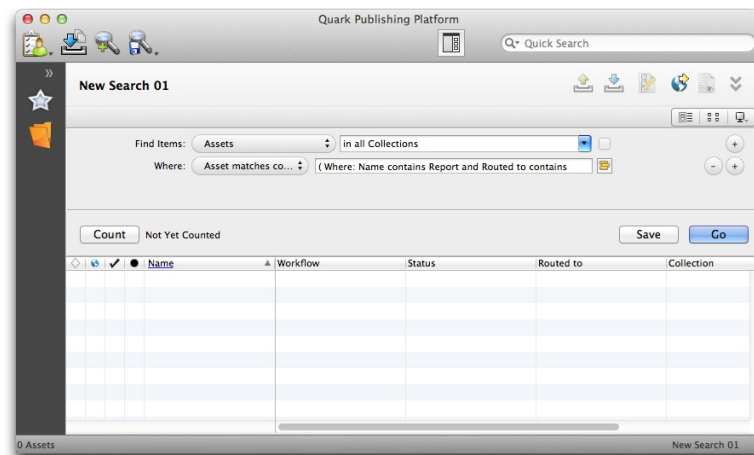 Quark Publishing Platform
Quick Search
New Search 01
Find Items: Assets in all Collections
Where: Asset matches co... ( Where: Name contains Report and Routed to contains
Count Not Yet Counted Save Go
Name Workflow Status Routed to Collection
0 Assets New Search 01